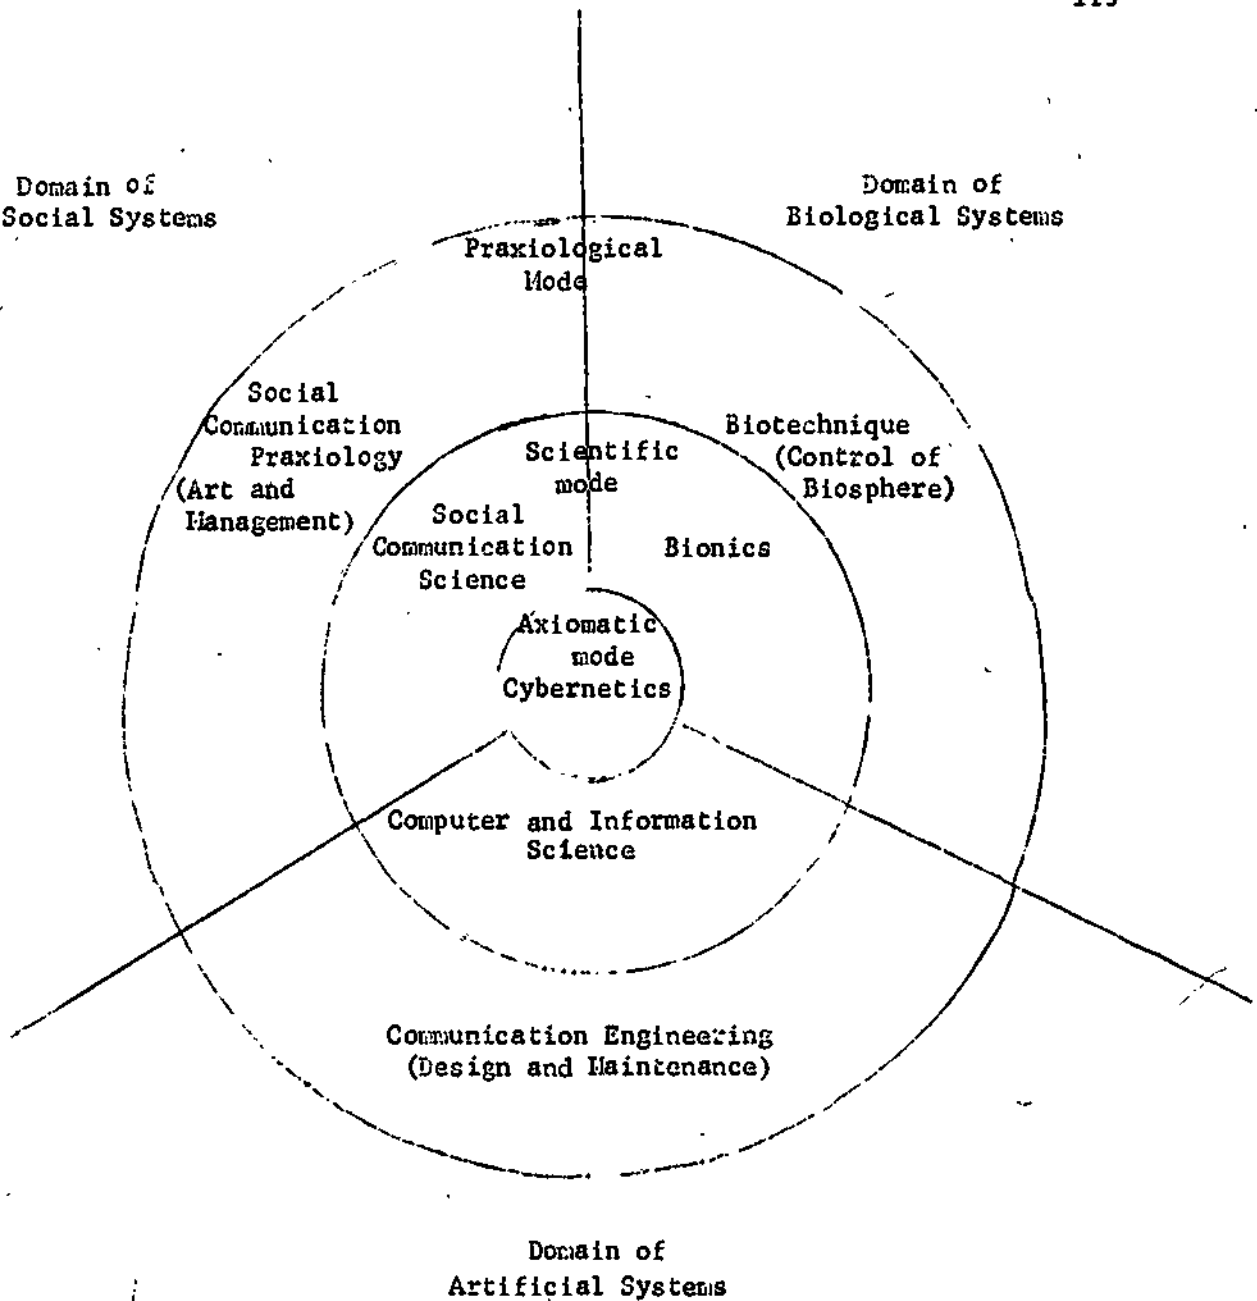 Domain of
Social Systems
Domain of
Biological Systems
Praxiological
Mode
Social
Communication
Praxiology
(Art and
Management)
Biotechnique
(Control of
Biosphere)
Scientific
mode
Social
Communication
Science
Bionics
Axiomatic
mode
Cybernetics
Computer and Information
Science
Communication Engineering
(Design and Maintenance)
Domain of
Artificial Systems